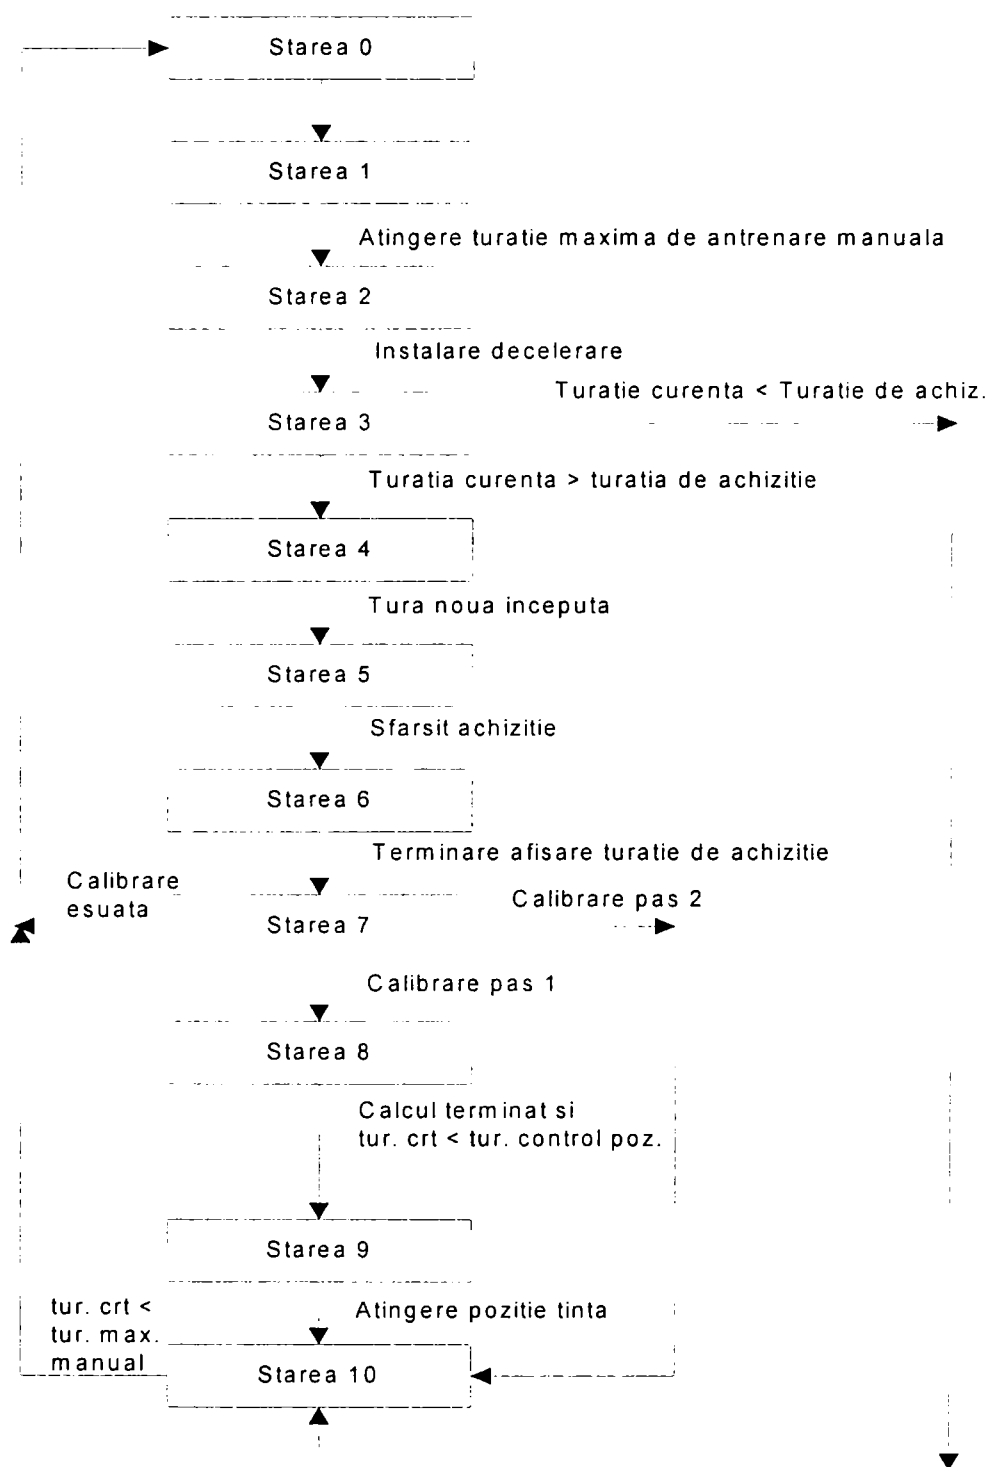 Starea 0
Starea 1
Atingere turatie maxima de antrenare manuala
Starea 2
Instalare decelerare
Turatie curenta < Turatie de achiz.
Starea 3
Turatia curenta > turatia de achizitie
Starea 4
Tura noua inceputa
Starea 5
Sfarsit achizitie
Starea 6
Terminare afisare turatie de achizitie
Calibrare
esuata
Starea 7
Calibrare pas 2
Calibrare pas 1
Starea 8
Calcul terminat si
tur. crt < tur. control poz.
Starea 9
tur. crt <
tur. max.
manual
Atingere pozitie tinta
Starea 10